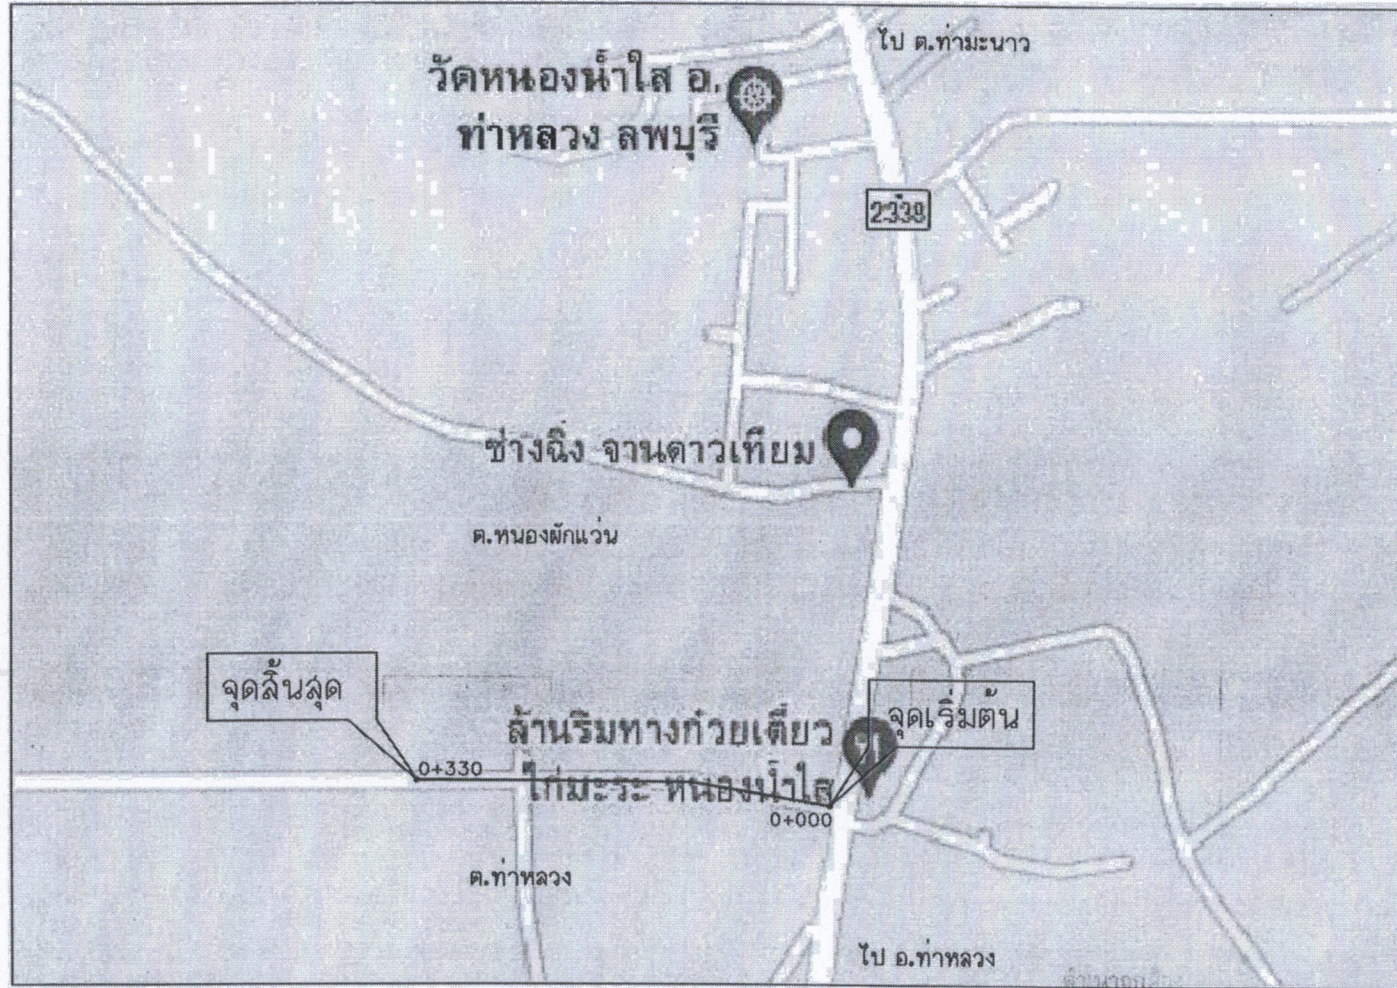 ไป ต.ท่ามะนาว
วัดหนองน้ำใส อ.
ท่าหลวง ลพบุรี
2338
ช่างฉิ่ง จานดาวเทียม
ต.หนองผักแว่น
จุดสิ้นสุด
จุดเริ่มต้น
ล้านริมทางก๋วยเตี๋ยว
ไก่มะระ หนองน้ำใส
0+330
0+000
ต.ท่าหลวง
ไป อ.ท่าหลวง